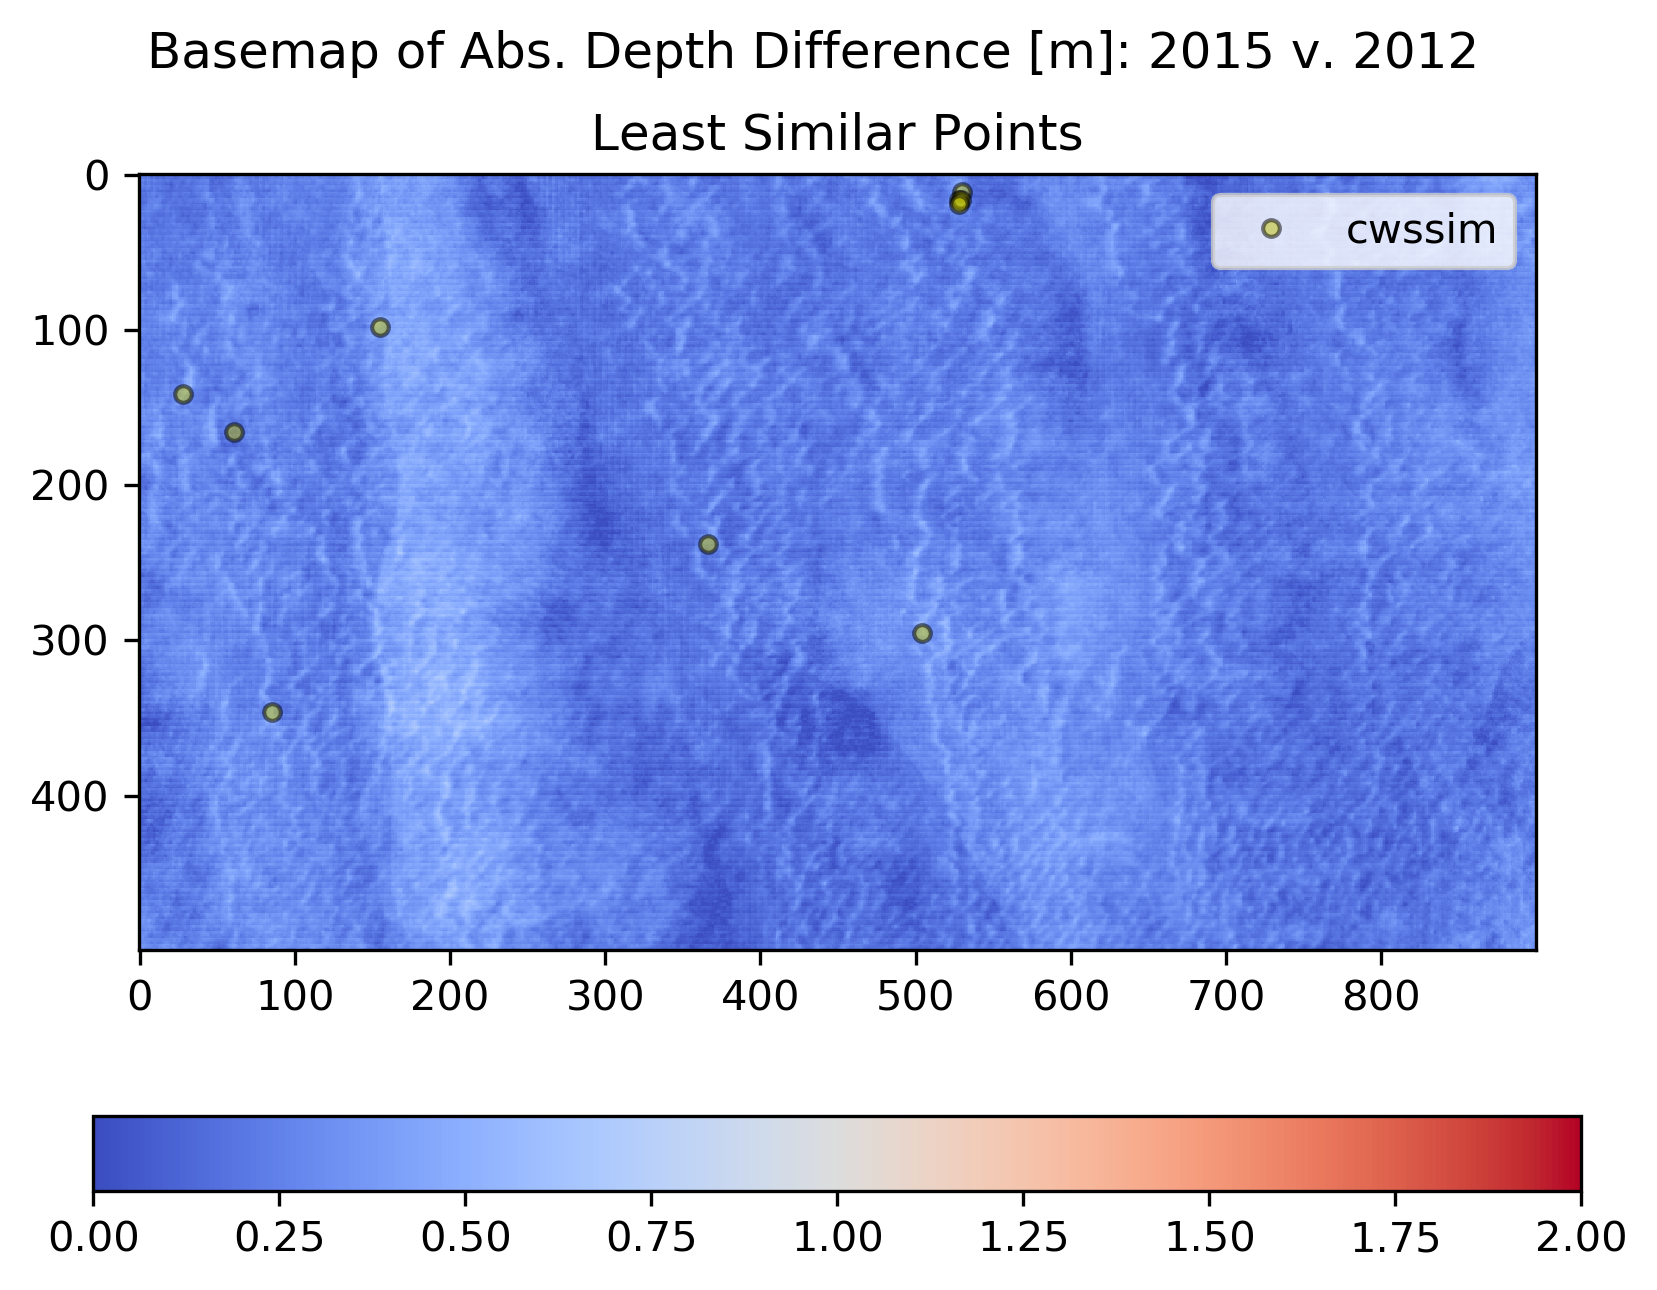 Basemap of Abs. Depth Difference [m]: 2015 v. 2012
Least Similar Points
cwssim
0
100
200
300
400
0 100 200 300 400 500 600 700 800
0.00 0.25 0.50 0.75 1.00 1.25 1.50 1.75 2.00